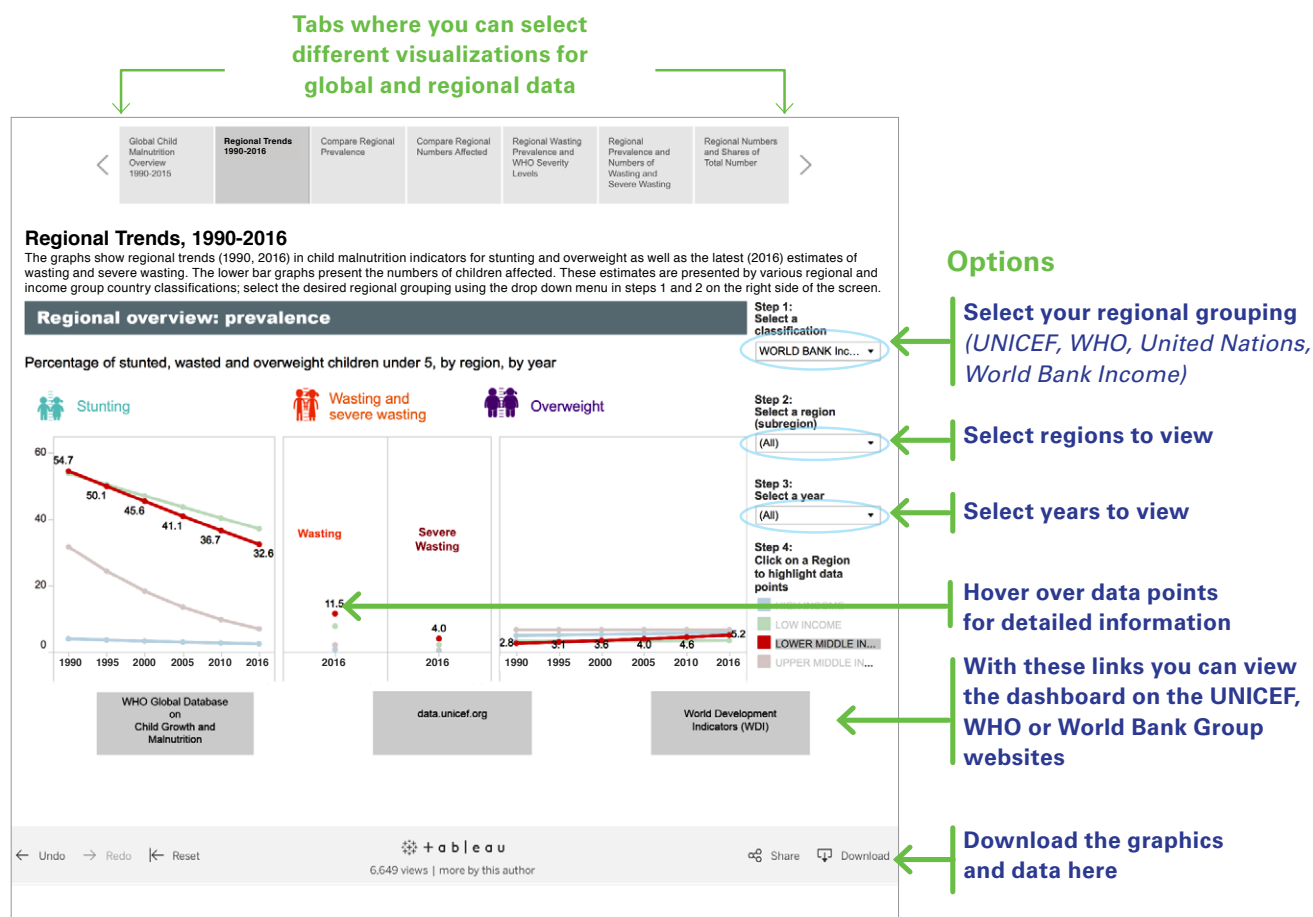 Tabs where you can select
different visualizations for
global and regional data
Global Child
Malnutrition
Overview
1990-2015
Regional Trends
1990-2016
Compare Regional
Prevalence
Compare Regional
Numbers Affected
Regional Wasting
Prevalence and
WHO Severity
Levels
Regional
Prevalence and
Numbers of
Wasting and
Severe Wasting
Regional Numbers
and Shares of
Total Number
Regional Trends, 1990-2016
The graphs show regional trends (1990, 2016) in child malnutrition indicators for stunting and overweight as well as the latest (2016) estimates of
wasting and severe wasting. The lower bar graphs present the numbers of children affected. These estimates are presented by various regional and
income group country classifications; select the desired regional grouping using the drop down menu in steps 1 and 2 on the right side of the screen.
Regional overview: prevalence
Percentage of stunted, wasted and overweight children under 5, by region, by year
Stunting
Wasting and
severe wasting
Overweight
60
40
20
0
54.7
50.1
45.6
41.1
36.7
32.6
1990 1995 2000 2005 2010 2016
Wasting
11.5
2016
Severe
Wasting
4.0
2016
2.8 3.1 3.6 4.0 4.6 5.2
1990 1995 2000 2005 2010 2016
Step 1:
Select a
classification
WORLD BANK Inc...
Step 2:
Select a region
(subregion)
(All)
Step 3:
Select a year
(All)
Step 4:
Click on a Region
to highlight data
points
HIGH INCOME
LOW INCOME
LOWER MIDDLE IN...
UPPER MIDDLE IN...
WHO Global Database
on
Child Growth and
Malnutrition
data.unicef.org
World Development
Indicators (WDI)
Undo Redo Reset
+ a b l e a u
6,649 views | more by this author
Share Download
Options
Select your regional grouping
(UNICEF, WHO, United Nations,
World Bank Income)
Select regions to view
Select years to view
Hover over data points
for detailed information
With these links you can view
the dashboard on the UNICEF,
WHO or World Bank Group
websites
Download the graphics
and data here